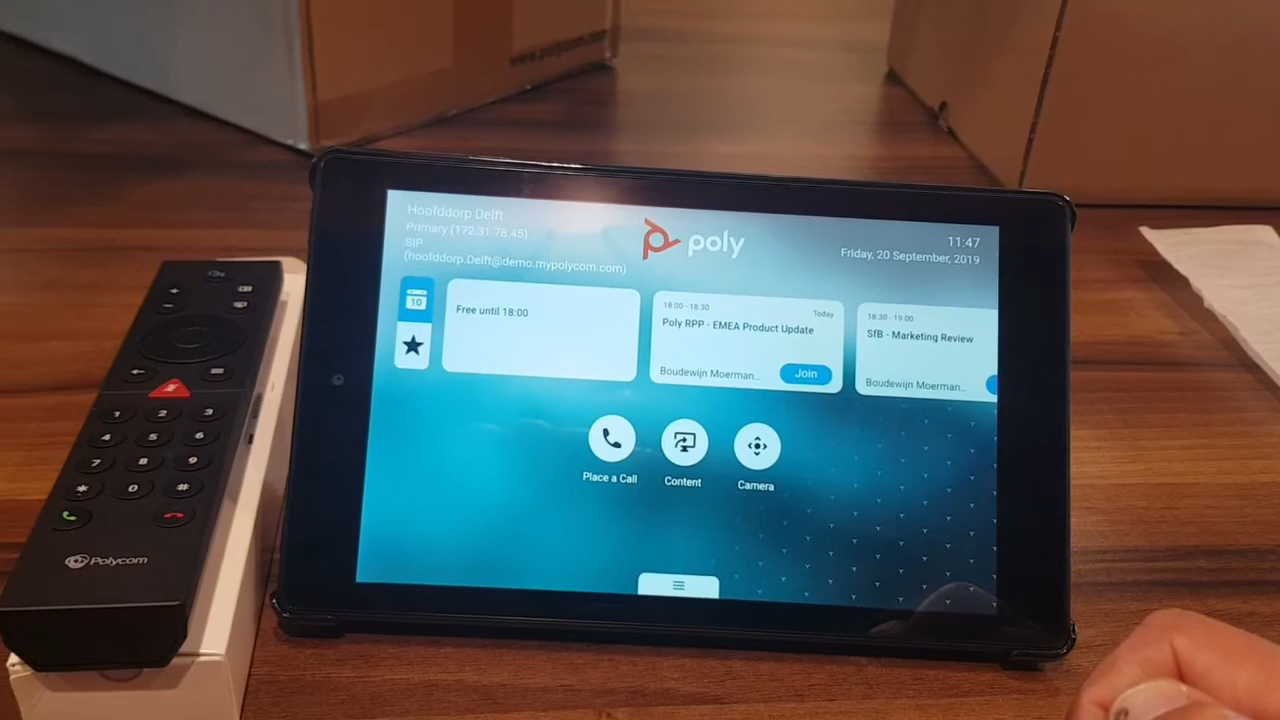 www.polycom.
Hoofddorp Delft
Primary (172.31.78.45)
SIP
(hoofddorp.Delft@demo.mypolycom.com)
poly
11:47
Friday, 20 September, 2019
10
Free until 18:00
18:00 - 18:30
Today
Poly RPP - EMEA Product Update
Boudewijn Moerman...
Join
18:30 - 19:00
SfB - Marketing Review
Boudewijn Moerman...
Place a Call
Content
Camera
1 2 3
4 5 6
7 8 9
* 0 #
Polycom